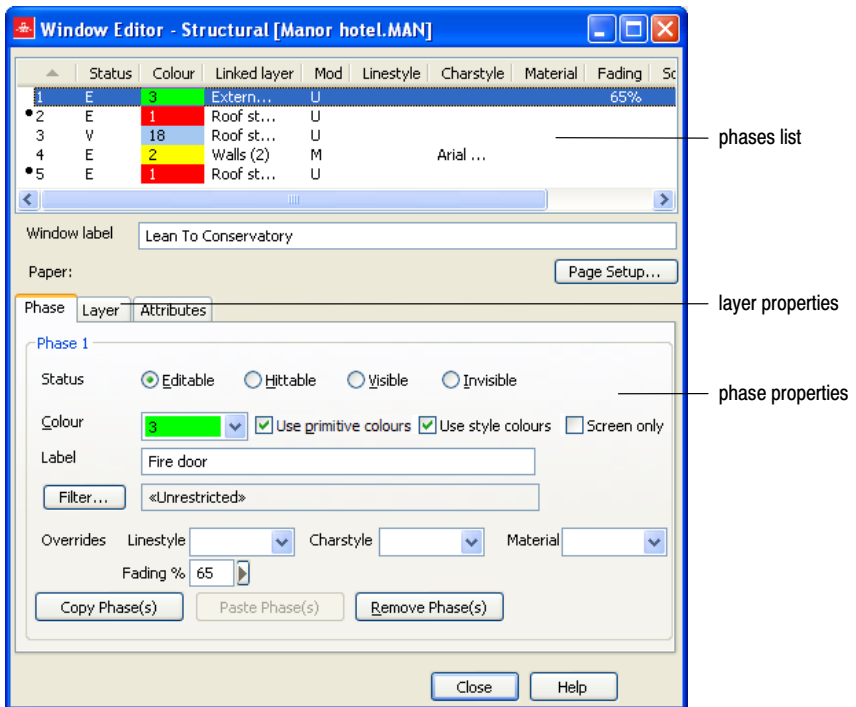 Window Editor - Structural [Manor hotel.MAN]
Status Colour Linked layer Mod Linestyle Charstyle Material Fading Sc
1 E 3 Extern... U 65%
•2 E 1 Roof st... U
3 V 18 Roof st... U
4 E 2 Walls (2) M Arial ...
•5 E 1 Roof st... U
phases list
Window label Lean To Conservatory
Paper: Page Setup...
Phase Layer Attributes
layer properties
Phase 1
Status Editable Hittable Visible Invisible
phase properties
Colour 3 Use primitive colours Use style colours Screen only
Label Fire door
Filter... «Unrestricted»
Overrides Linestyle Charstyle Material
Fading % 65
Copy Phase(s) Paste Phase(s) Remove Phase(s)
Close Help